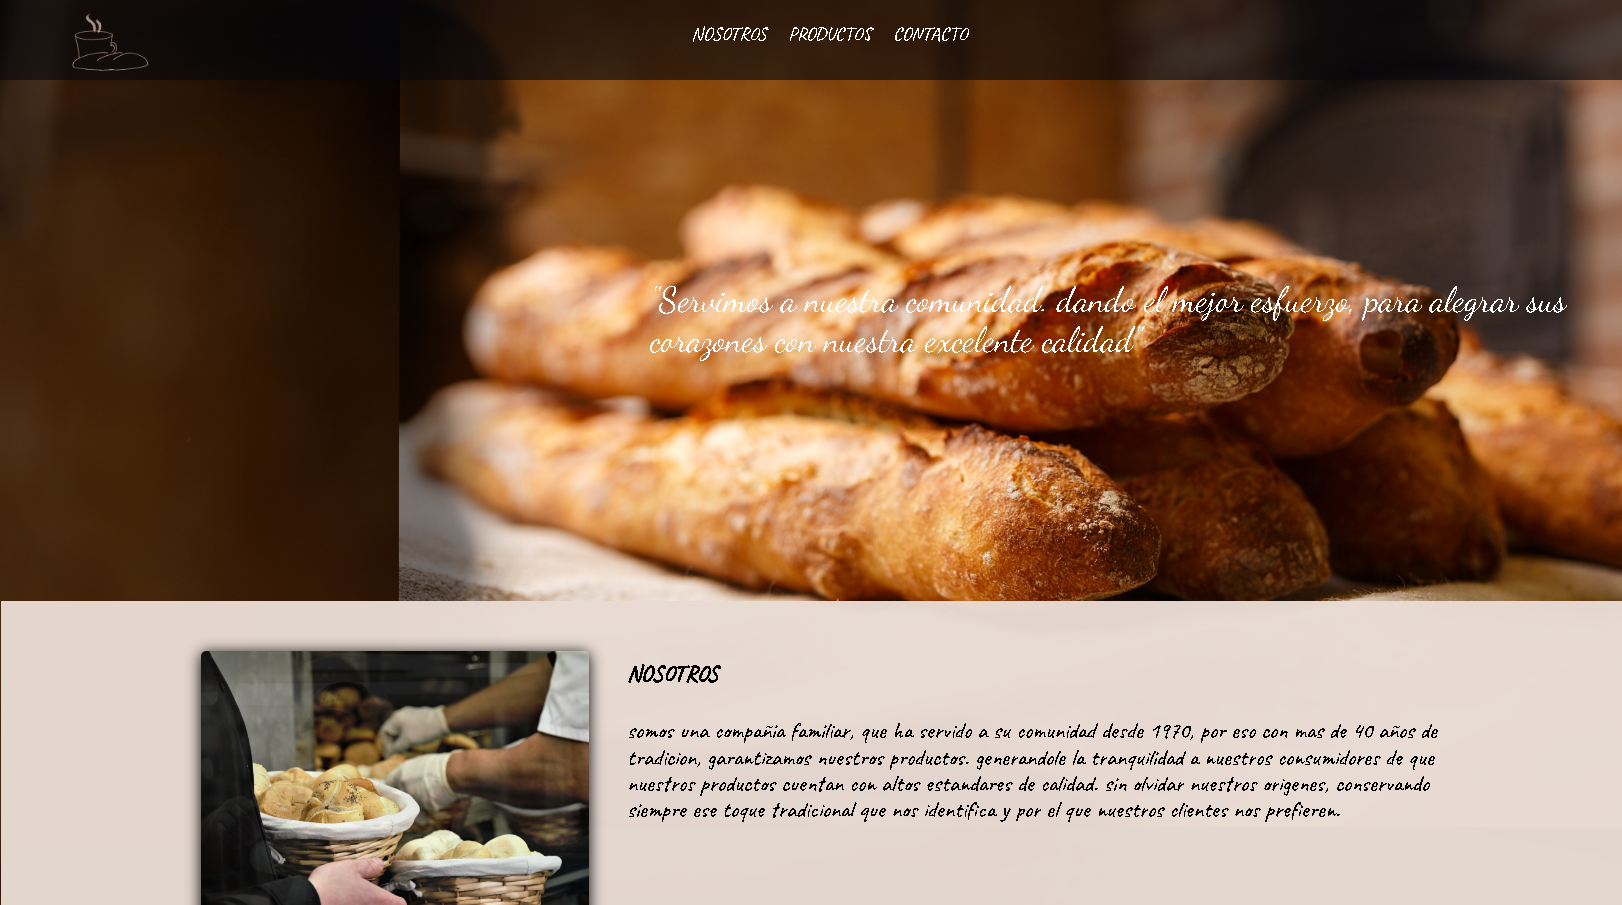 NOSOTROS PRODUCTOS CONTACTO
"Servimos a nuestra comunidad. dando el mejor esfuerzo, para alegrar sus
corazones con nuestra excelente calidad"
NOSOTROS
somos una compañia familiar, que ha servido a su comunidad desde 1970, por eso con mas de 40 años de
tradicion, garantizamos nuestros productos. generandole la tranquilidad a nuestros consumidores de que
nuestros productos cuentan con altos estandares de calidad. sin olvidar nuestros origenes, conservando
siempre ese toque tradicional que nos identifica y por el que nuestros clientes nos prefieren.